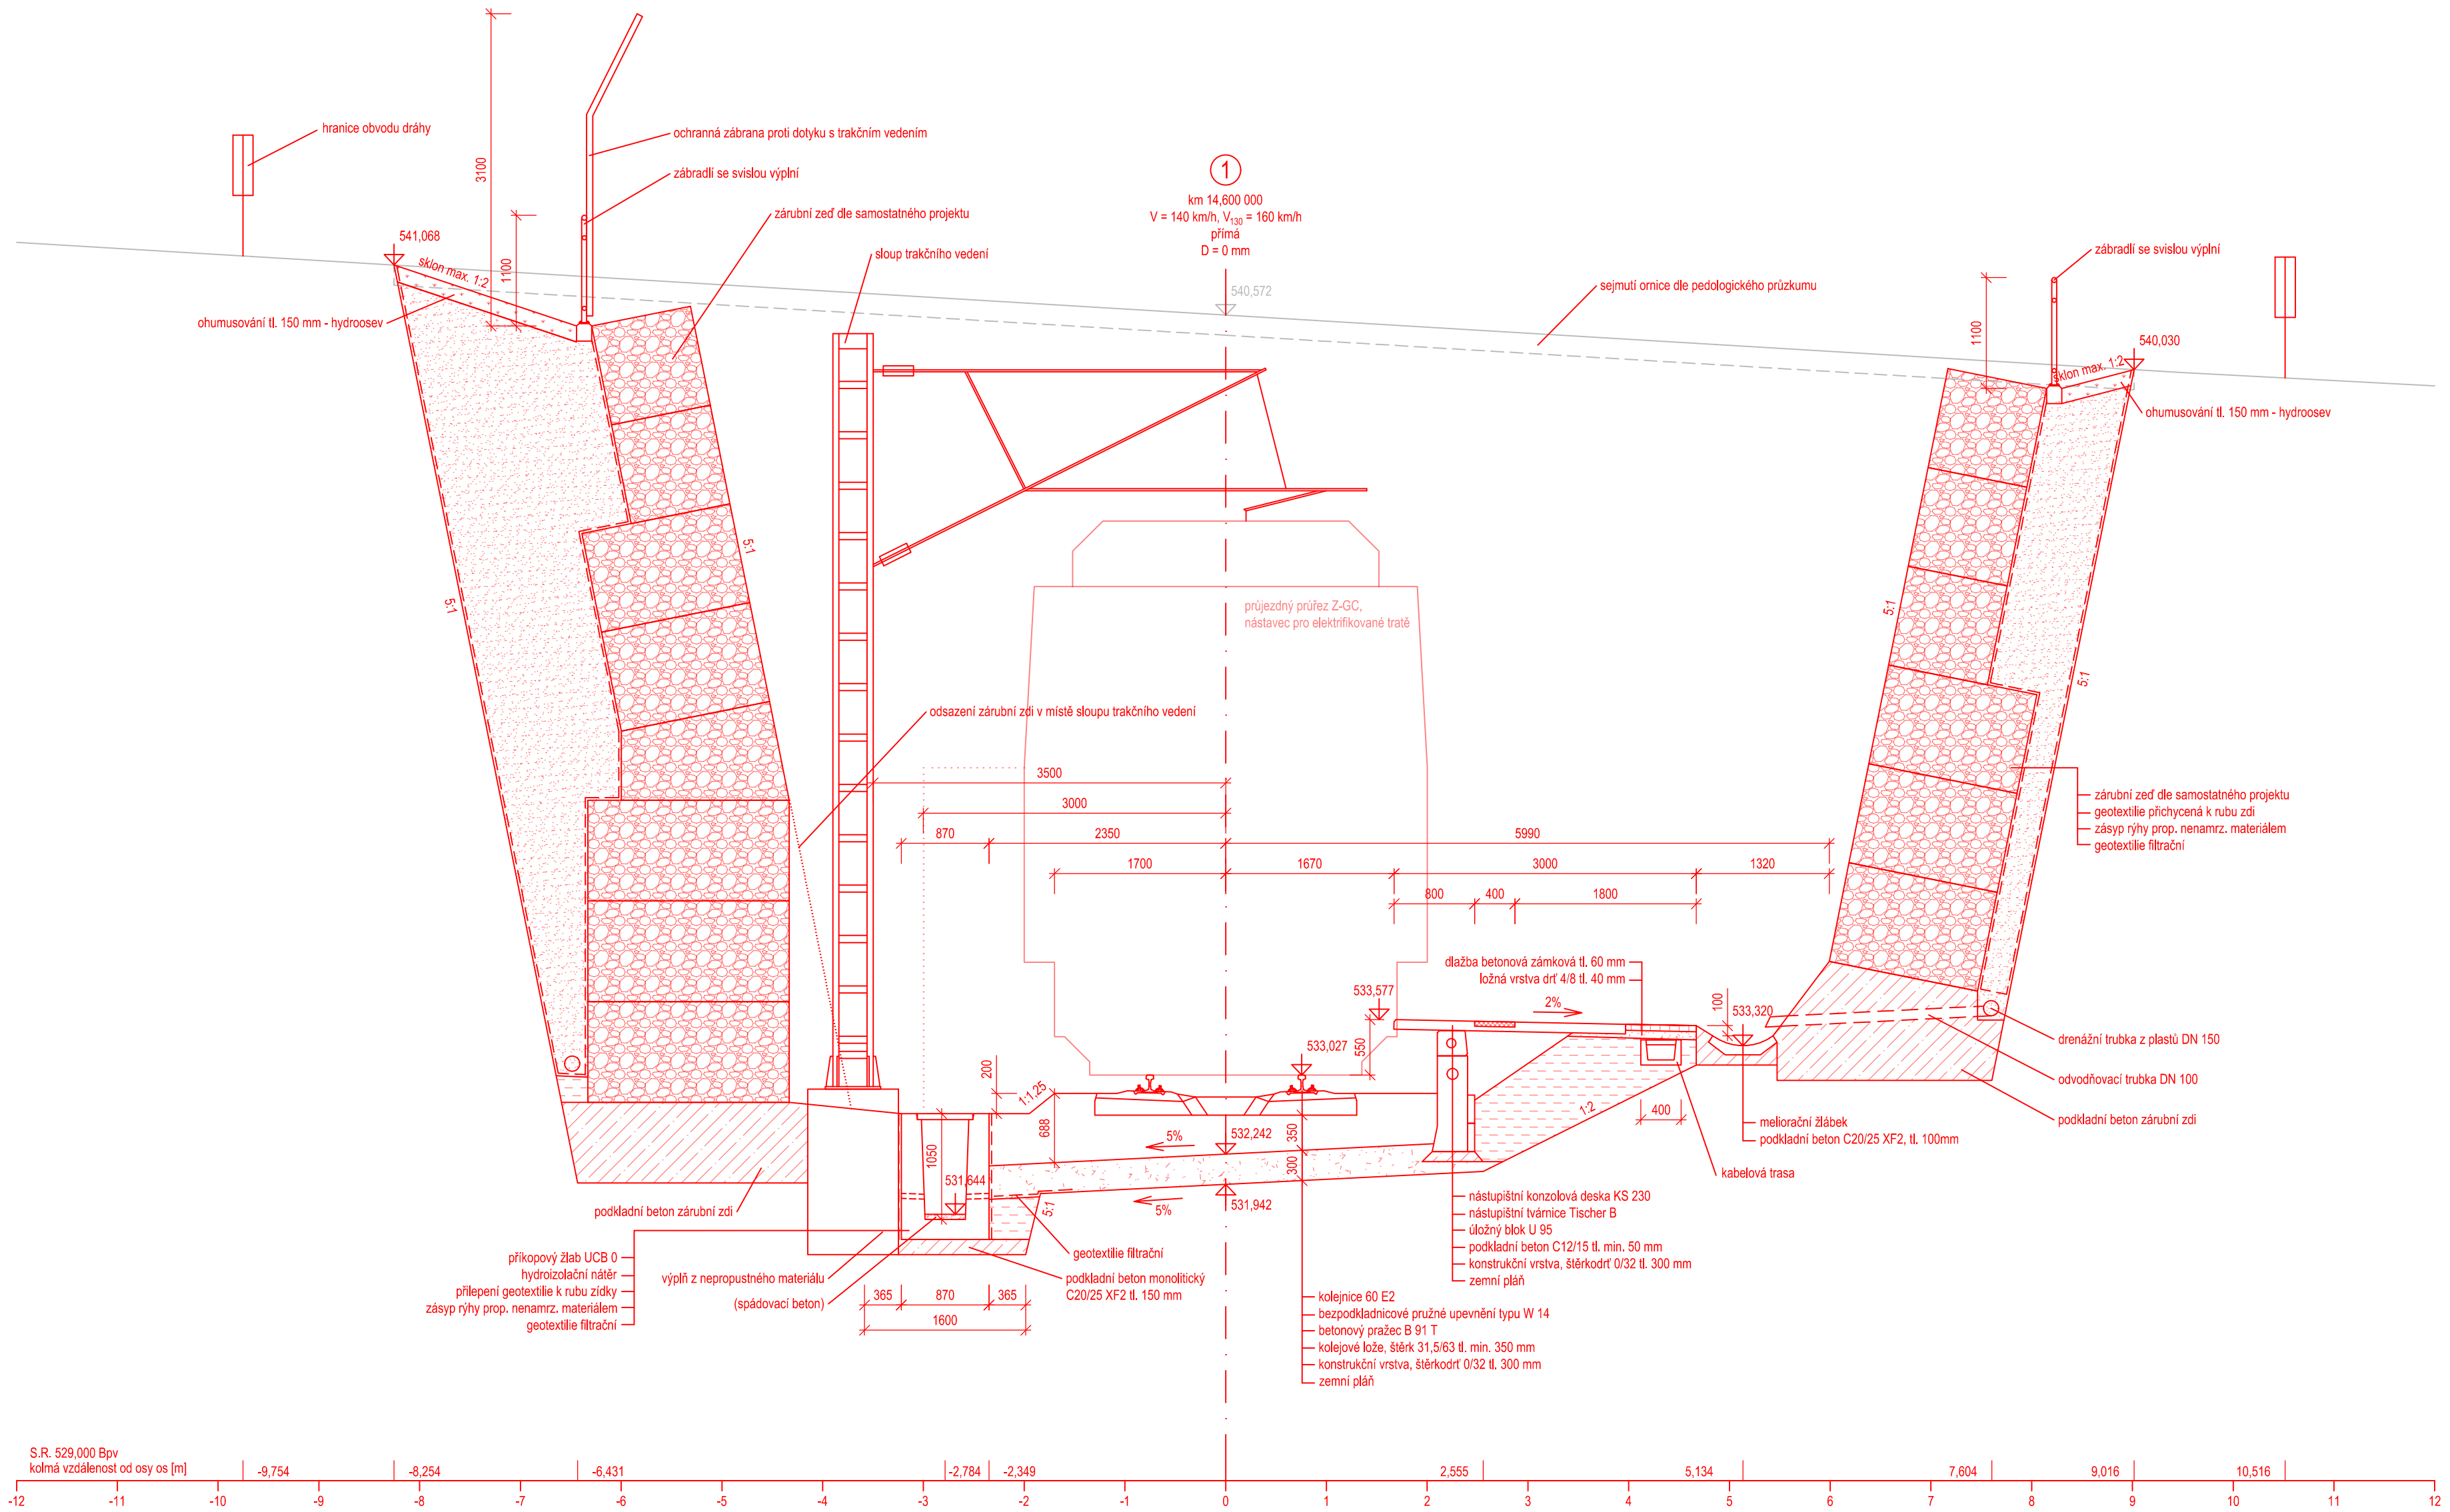 hranice obvodu dráhy
ochranná zábrana proti dotyku s trakčním vedením
zábradlí se svislou výplní
zárubní zeď dle samostatného projektu
sloup trakčního vedení
3100
1100
541,068
sklon max. 1:2
ohumusování tl. 150 mm - hydroosev
1
km 14,600 000
V = 140 km/h, V130 = 160 km/h
přímá
D = 0 mm
540,572
sejmutí ornice dle pedologického průzkumu
zábradlí se svislou výplní
1100
540,030
sklon max. 1:2
ohumusování tl. 150 mm - hydroosev
5:1
5:1
5:1
5:1
průjezdný průřez Z-GC,
nástavec pro elektrifikované tratě
odsazení zárubní zdi v místě sloupu trakčního vedení
3500
3000
870
2350
5990
1700
1670
3000
1320
800
400
1800
zárubní zeď dle samostatného projektu
geotextilie přichycená k rubu zdi
zásyp rýhy prop. nenamrz. materiálem
geotextilie filtrační
dlažba betonová zámková tl. 60 mm
ložná vrstva drť 4/8 tl. 40 mm
533,577
2%
100
533,320
533,027
550
200
1:1,25
688
1050
5%
532,242
350
300
1:2
400
531,644
5%
531,942
5:1
drenážní trubka z plastů DN 150
odvodňovací trubka DN 100
podkladní beton zárubní zdi
meliorační žlábek
podkladní beton C20/25 XF2, tl. 100mm
kabelová trasa
nástupištní konzolová deska KS 230
nástupištní tvárnice Tischer B
úložný blok U 95
podkladní beton C12/15 tl. min. 50 mm
konstrukční vrstva, štěrkodrť 0/32 tl. 300 mm
zemní pláň
podkladní beton zárubní zdi
příkopový žlab UCB 0
hydroizolační nátěr
přilepení geotextilie k rubu zídky
zásyp rýhy prop. nenamrz. materiálem
geotextilie filtrační
výplň z nepropustného materiálu
(spádovací beton)
geotextilie filtrační
podkladní beton monolitický
C20/25 XF2 tl. 150 mm
365
870
365
1600
kolejnice 60 E2
bezpodkladnicové pružné upevnění typu W 14
betonový pražec B 91 T
kolejové lože, štěrk 31,5/63 tl. min. 350 mm
konstrukční vrstva, štěrkodrť 0/32 tl. 300 mm
zemní pláň
S.R. 529,000 Bpv
kolmá vzdálenost od osy os [m]
-9,754
-8,254
-6,431
-2,784
-2,349
2,555
5,134
7,604
9,016
10,516
-12 -11 -10 -9 -8 -7 -6 -5 -4 -3 -2 -1 0 1 2 3 4 5 6 7 8 9 10 11 12